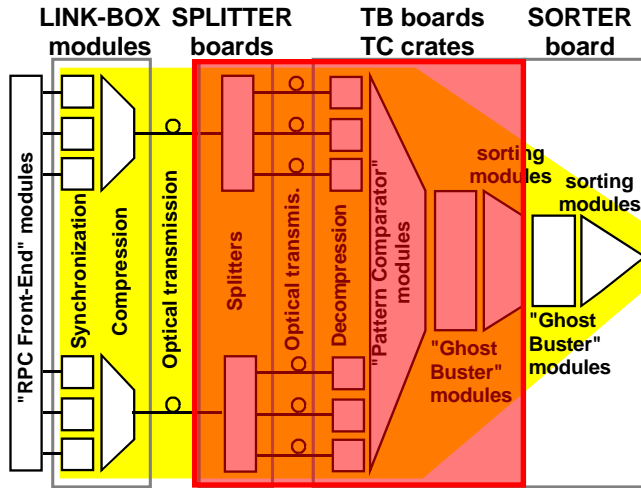 LINK-BOX
modules
SPLITTER
boards
TB boards
TC crates
SORTER
board
"RPC Front-End" modules
Synchronization
Compression
Optical transmission
Splitters
Optical transmis.
Decompression
"Pattern Comparator"
modules
sorting
modules
"Ghost
Buster"
modules
sorting
modules
"Ghost
Buster"
modules